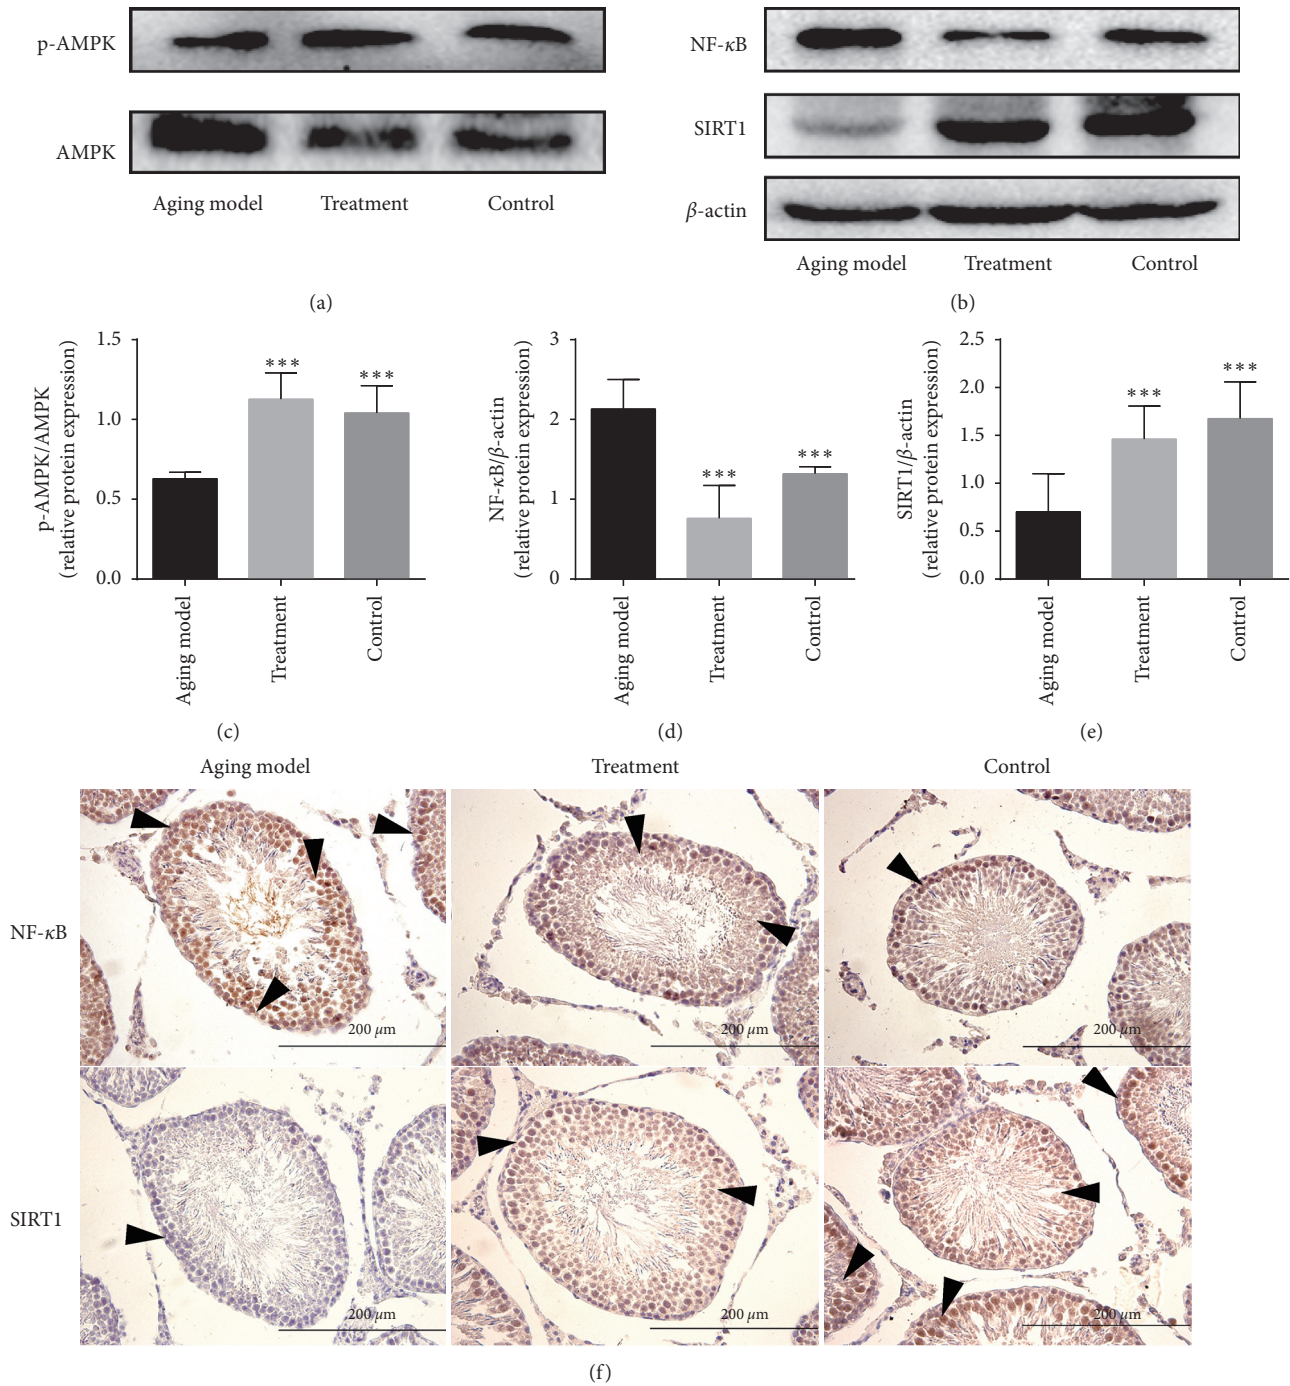 p-AMPK
AMPK
Aging model Treatment Control
(a)
NF-κB
SIRT1
β-actin
Aging model Treatment Control
(b)
p-AMPK/AMPK
(relative protein expression)
1.5
1.0
0.5
0.0
***
***
Aging model
Treatment
Control
(c)
NF-κB/β-actin
(relative protein expression)
3
2
1
0
***
***
Aging model
Treatment
Control
(d)
SIRT1/β-actin
(relative protein expression)
2.5
2.0
1.5
1.0
0.5
0.0
***
***
Aging model
Treatment
Control
(e)
Aging model Treatment Control
NF-κB
200 μm
200 μm
200 μm
SIRT1
200 μm
200 μm
200 μm
(f)